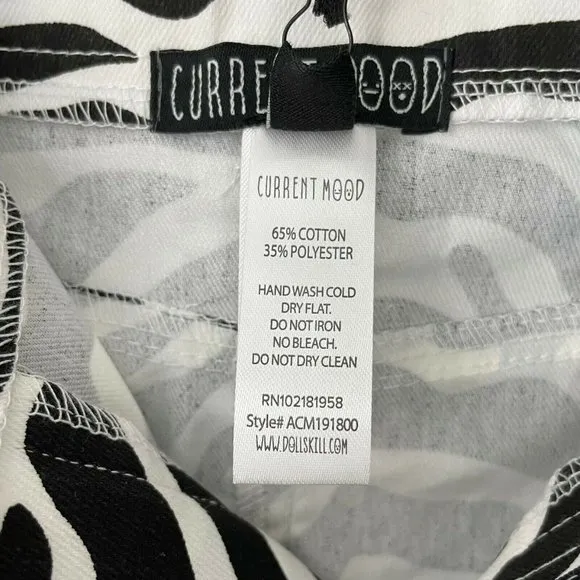 CURRENT MOOD
CURRENT MOOD
65% COTTON
35% POLYESTER
HAND WASH COLD
DRY FLAT.
DO NOT IRON
NO BLEACH.
DO NOT DRY CLEAN
RN102181958
Style# ACM191800
WWW.DOLLSKILL.COM